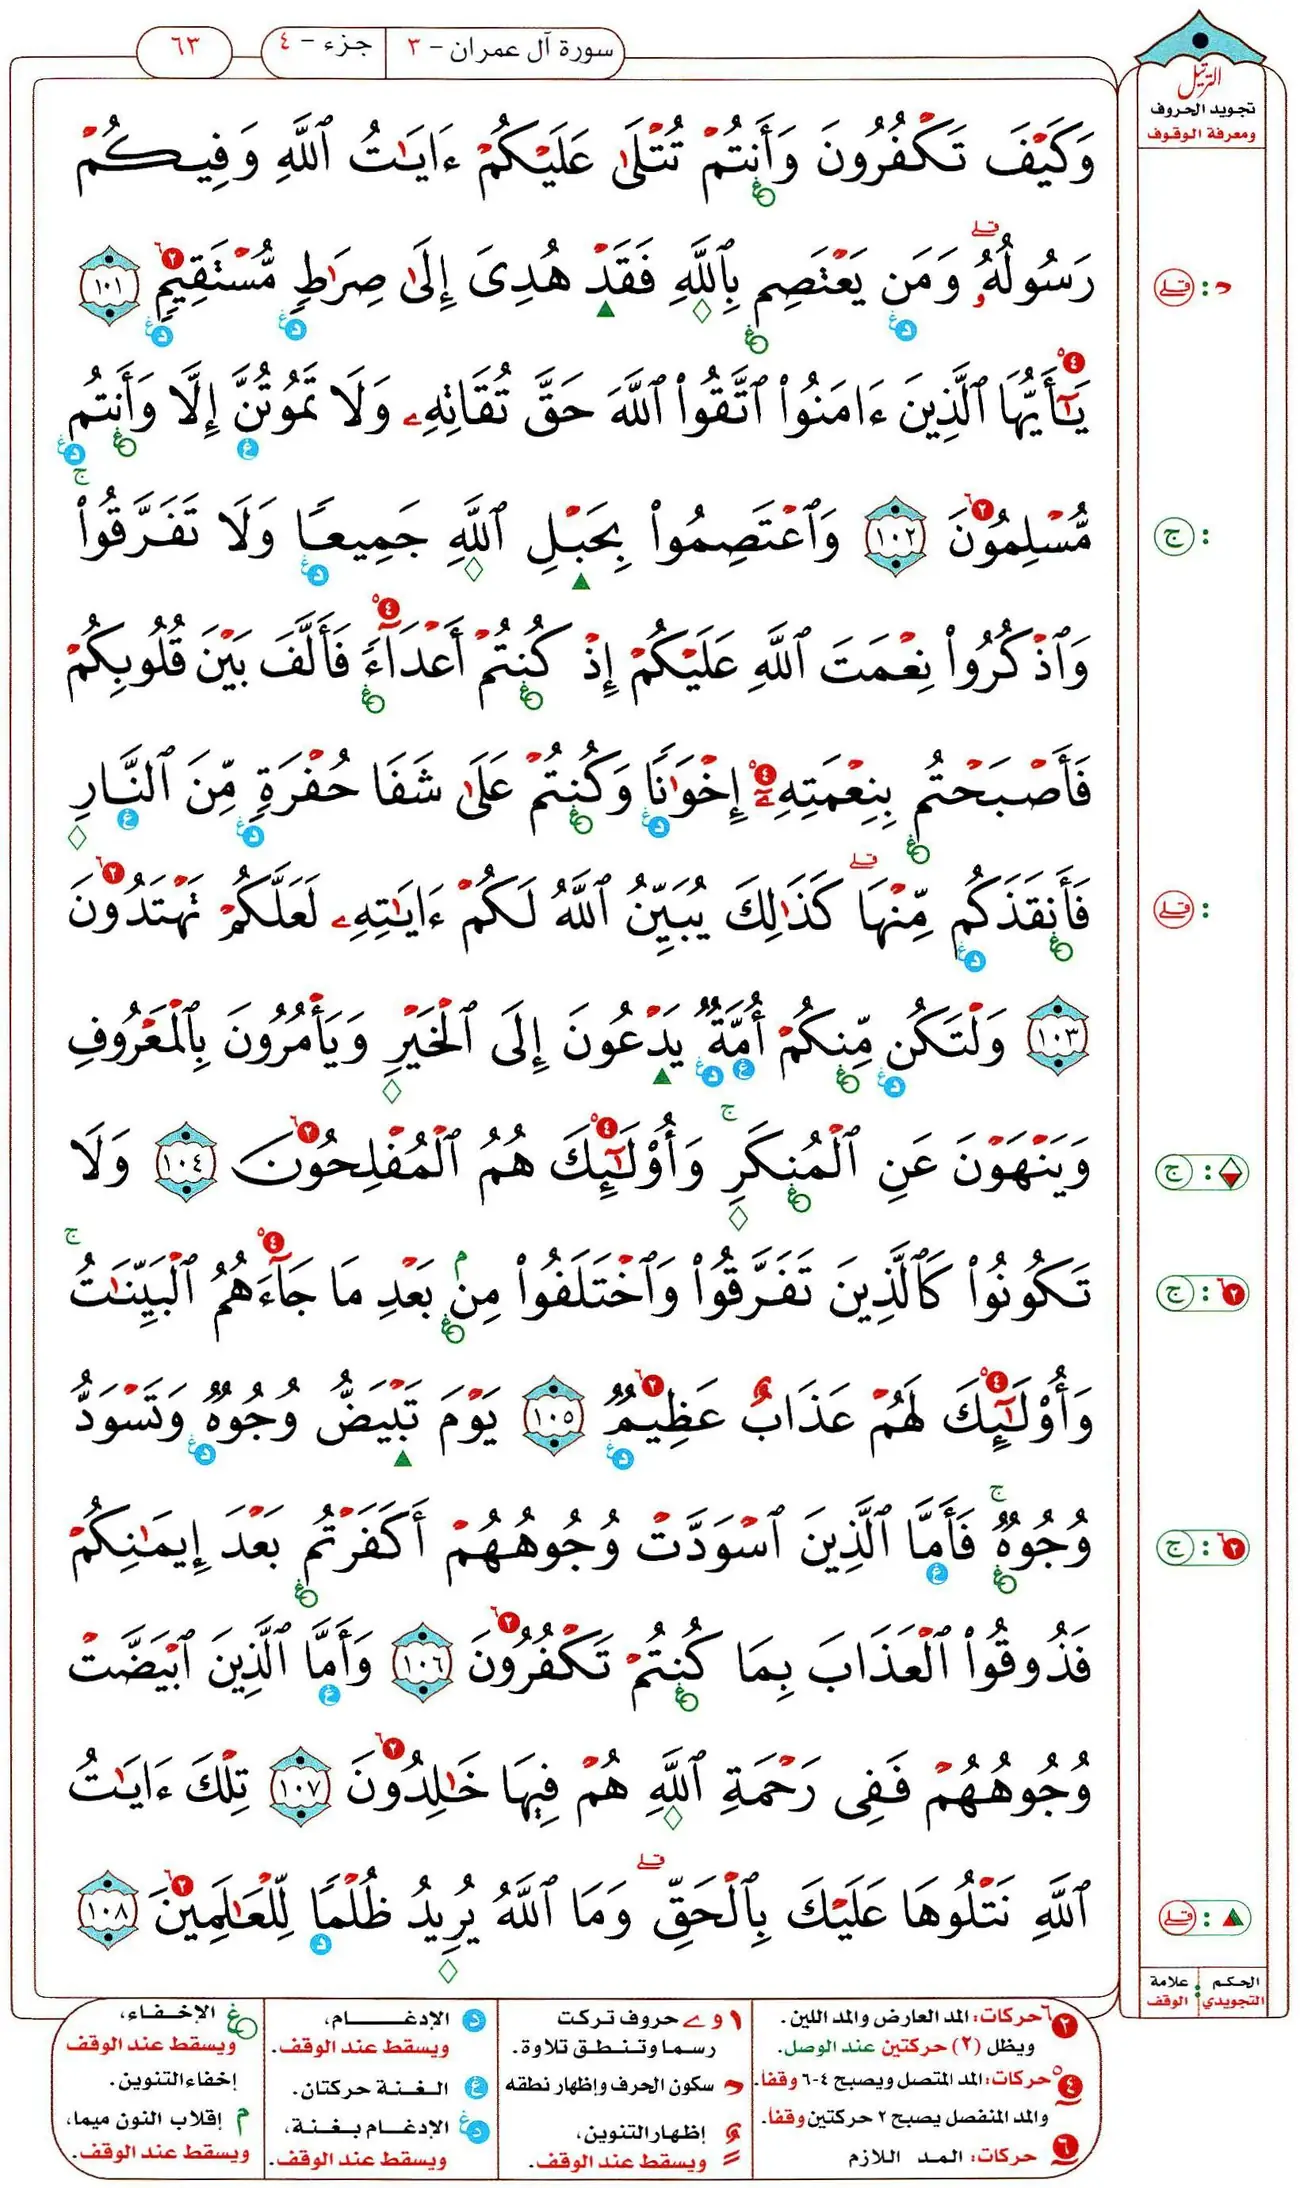 سورة آل عمران - ٣
جزء - ٤
٦٣
الترتيل
تجويد الحروف
ومعرفة الوقوف
وَكَيْفَ تَكْفُرُونَ وَأَنتُمْ تُتْلَىٰ عَلَيْكُمْ ءَايَـٰتُ ٱللَّهِ وَفِيكُمْ
رَسُولُهُۥ ۗ وَمَن يَعْتَصِم بِٱللَّهِ فَقَدْ هُدِىَ إِلَىٰ صِرَٰطٍ مُّسْتَقِيمٍ ١٠١
يَـٰٓأَيُّهَا ٱلَّذِينَ ءَامَنُوا۟ ٱتَّقُوا۟ ٱللَّهَ حَقَّ تُقَاتِهِۦ وَلَا تَمُوتُنَّ إِلَّا وَأَنتُم
مُّسْلِمُونَ ١٠٢ وَٱعْتَصِمُوا۟ بِحَبْلِ ٱللَّهِ جَمِيعًا وَلَا تَفَرَّقُوا۟ ۚ
وَٱذْكُرُوا۟ نِعْمَتَ ٱللَّهِ عَلَيْكُمْ إِذْ كُنتُمْ أَعْدَآءً فَأَلَّفَ بَيْنَ قُلُوبِكُمْ
فَأَصْبَحْتُم بِنِعْمَتِهِۦٓ إِخْوَٰنًا وَكُنتُمْ عَلَىٰ شَفَا حُفْرَةٍ مِّنَ ٱلنَّارِ
فَأَنقَذَكُم مِّنْهَا ۗ كَذَٰلِكَ يُبَيِّنُ ٱللَّهُ لَكُمْ ءَايَـٰتِهِۦ لَعَلَّكُمْ تَهْتَدُونَ
١٠٣ وَلْتَكُن مِّنكُمْ أُمَّةٌ يَدْعُونَ إِلَى ٱلْخَيْرِ وَيَأْمُرُونَ بِٱلْمَعْرُوفِ
وَيَنْهَوْنَ عَنِ ٱلْمُنكَرِ ۚ وَأُو۟لَـٰٓئِكَ هُمُ ٱلْمُفْلِحُونَ ١٠٤ وَلَا
تَكُونُوا۟ كَٱلَّذِينَ تَفَرَّقُوا۟ وَٱخْتَلَفُوا۟ مِنۢ بَعْدِ مَا جَآءَهُمُ ٱلْبَيِّنَـٰتُ ۚ
وَأُو۟لَـٰٓئِكَ لَهُمْ عَذَابٌ عَظِيمٌ ١٠٥ يَوْمَ تَبْيَضُّ وُجُوهٌ وَتَسْوَدُّ
وُجُوهٌ ۚ فَأَمَّا ٱلَّذِينَ ٱسْوَدَّتْ وُجُوهُهُمْ أَكَفَرْتُم بَعْدَ إِيمَـٰنِكُمْ
فَذُوقُوا۟ ٱلْعَذَابَ بِمَا كُنتُمْ تَكْفُرُونَ ١٠٦ وَأَمَّا ٱلَّذِينَ ٱبْيَضَّتْ
وُجُوهُهُمْ فَفِى رَحْمَةِ ٱللَّهِ هُمْ فِيهَا خَـٰلِدُونَ ١٠٧ تِلْكَ ءَايَـٰتُ
ٱللَّهِ نَتْلُوهَا عَلَيْكَ بِٱلْحَقِّ ۗ وَمَا ٱللَّهُ يُرِيدُ ظُلْمًا لِّلْعَـٰلَمِينَ ١٠٨
الحكم التجويدي : علامة الوقف
٦ حركات: المد العارض والمد اللين.
ويظل (٢) حركتين عند الوصل.
٥ حركات: المد المتصل ويصبح ٤-٦ وقفا.
والمد المنفصل يصبح ٢ حركتين وقفا.
٦ حركات: المد اللازم
ا و ے حروف تركت
رسما وتنطق تلاوة.
سكون الحرف وإظهار نطقه
إظهار التنوين،
ويسقط عند الوقف.
د الإدغام،
ويسقط عند الوقف.
غ الغنة حركتان.
الإدغام بغنة،
ويسقط عند الوقف.
الإخفاء،
ويسقط عند الوقف
إخفاء التنوين.
م إقلاب النون ميما،
ويسقط عند الوقف.